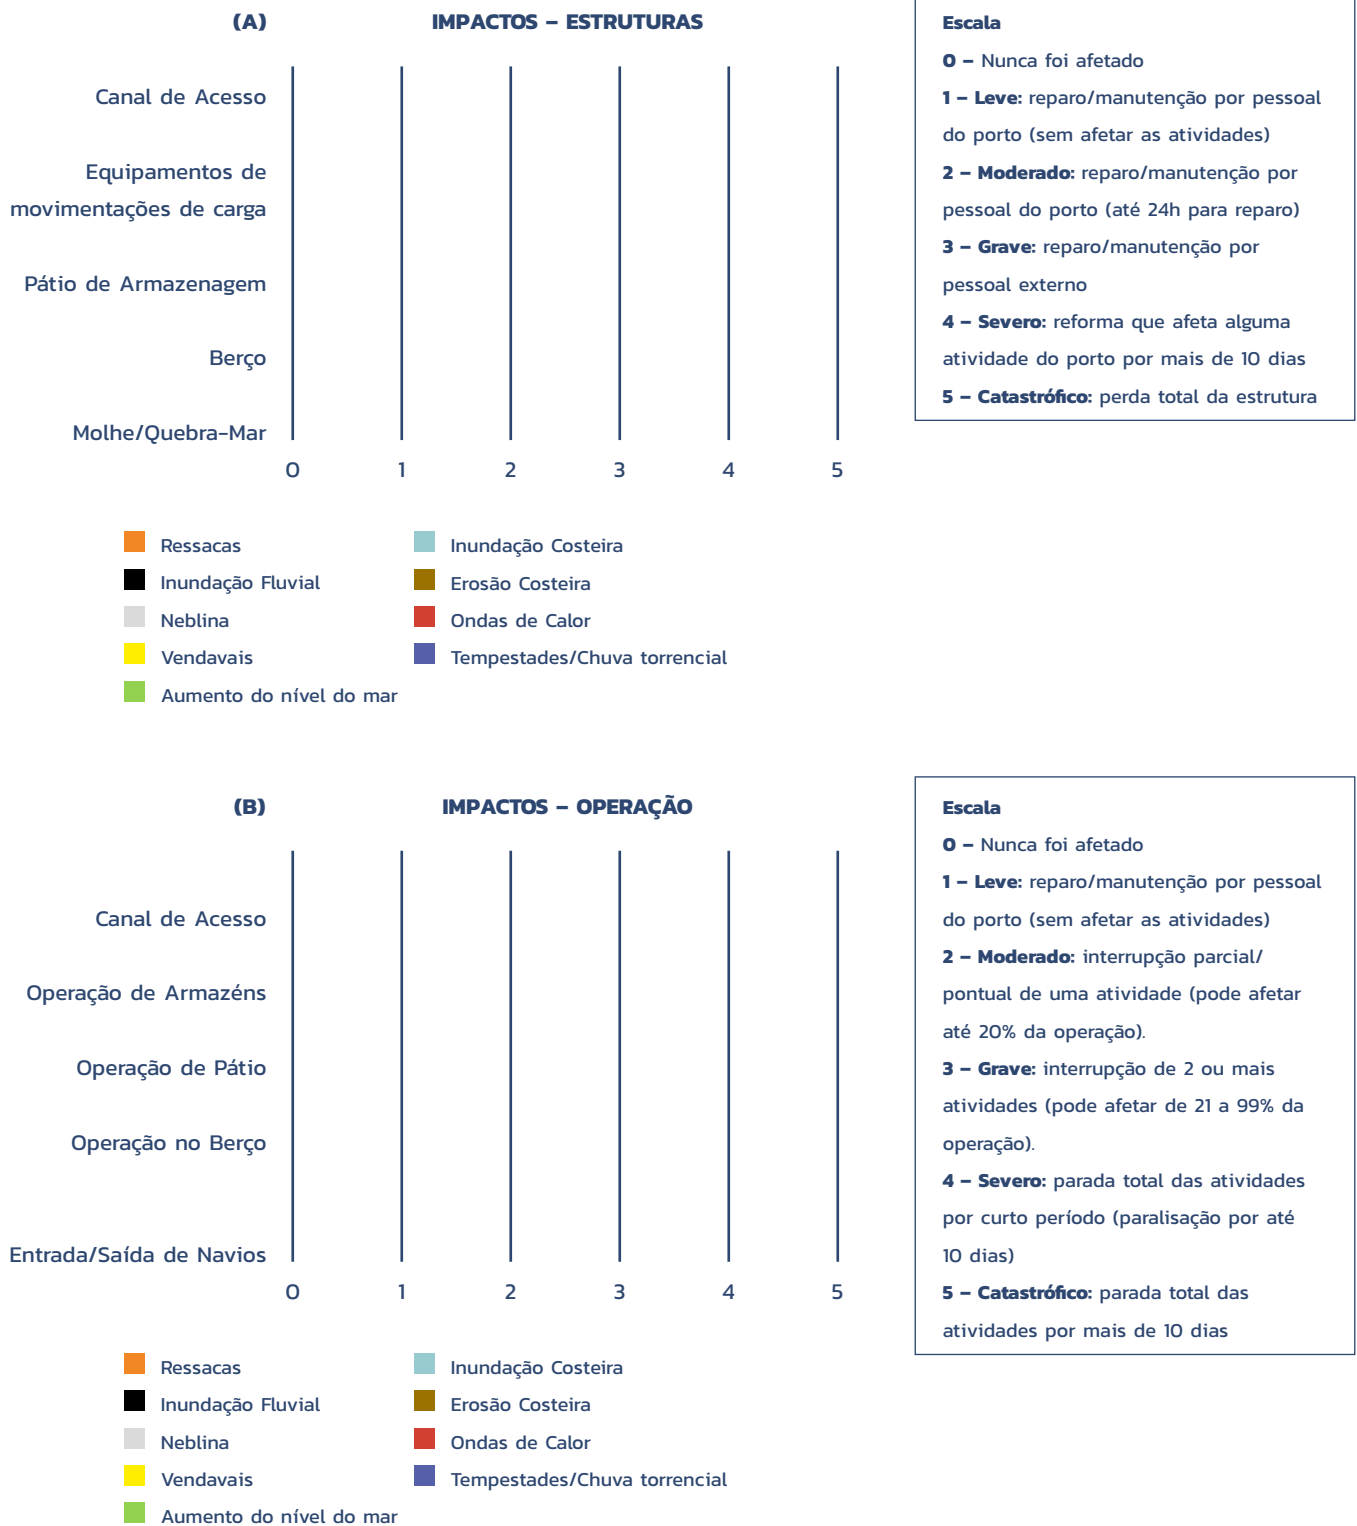 (A)
IMPACTOS – ESTRUTURAS
Canal de Acesso
Equipamentos de
movimentações de carga
Pátio de Armazenagem
Berço
Molhe/Quebra-Mar
0 1 2 3 4 5
Ressacas
Inundação Fluvial
Neblina
Vendavais
Aumento do nível do mar
Inundação Costeira
Erosão Costeira
Ondas de Calor
Tempestades/Chuva torrencial
Escala
0 – Nunca foi afetado
1 – Leve: reparo/manutenção por pessoal
do porto (sem afetar as atividades)
2 – Moderado: reparo/manutenção por
pessoal do porto (até 24h para reparo)
3 – Grave: reparo/manutenção por
pessoal externo
4 – Severo: reforma que afeta alguma
atividade do porto por mais de 10 dias
5 – Catastrófico: perda total da estrutura
(B)
IMPACTOS – OPERAÇÃO
Canal de Acesso
Operação de Armazéns
Operação de Pátio
Operação no Berço
Entrada/Saída de Navios
0 1 2 3 4 5
Ressacas
Inundação Fluvial
Neblina
Vendavais
Aumento do nível do mar
Inundação Costeira
Erosão Costeira
Ondas de Calor
Tempestades/Chuva torrencial
Escala
0 – Nunca foi afetado
1 – Leve: reparo/manutenção por pessoal
do porto (sem afetar as atividades)
2 – Moderado: interrupção parcial/
pontual de uma atividade (pode afetar
até 20% da operação).
3 – Grave: interrupção de 2 ou mais
atividades (pode afetar de 21 a 99% da
operação).
4 – Severo: parada total das atividades
por curto período (paralisação por até
10 dias)
5 – Catastrófico: parada total das
atividades por mais de 10 dias